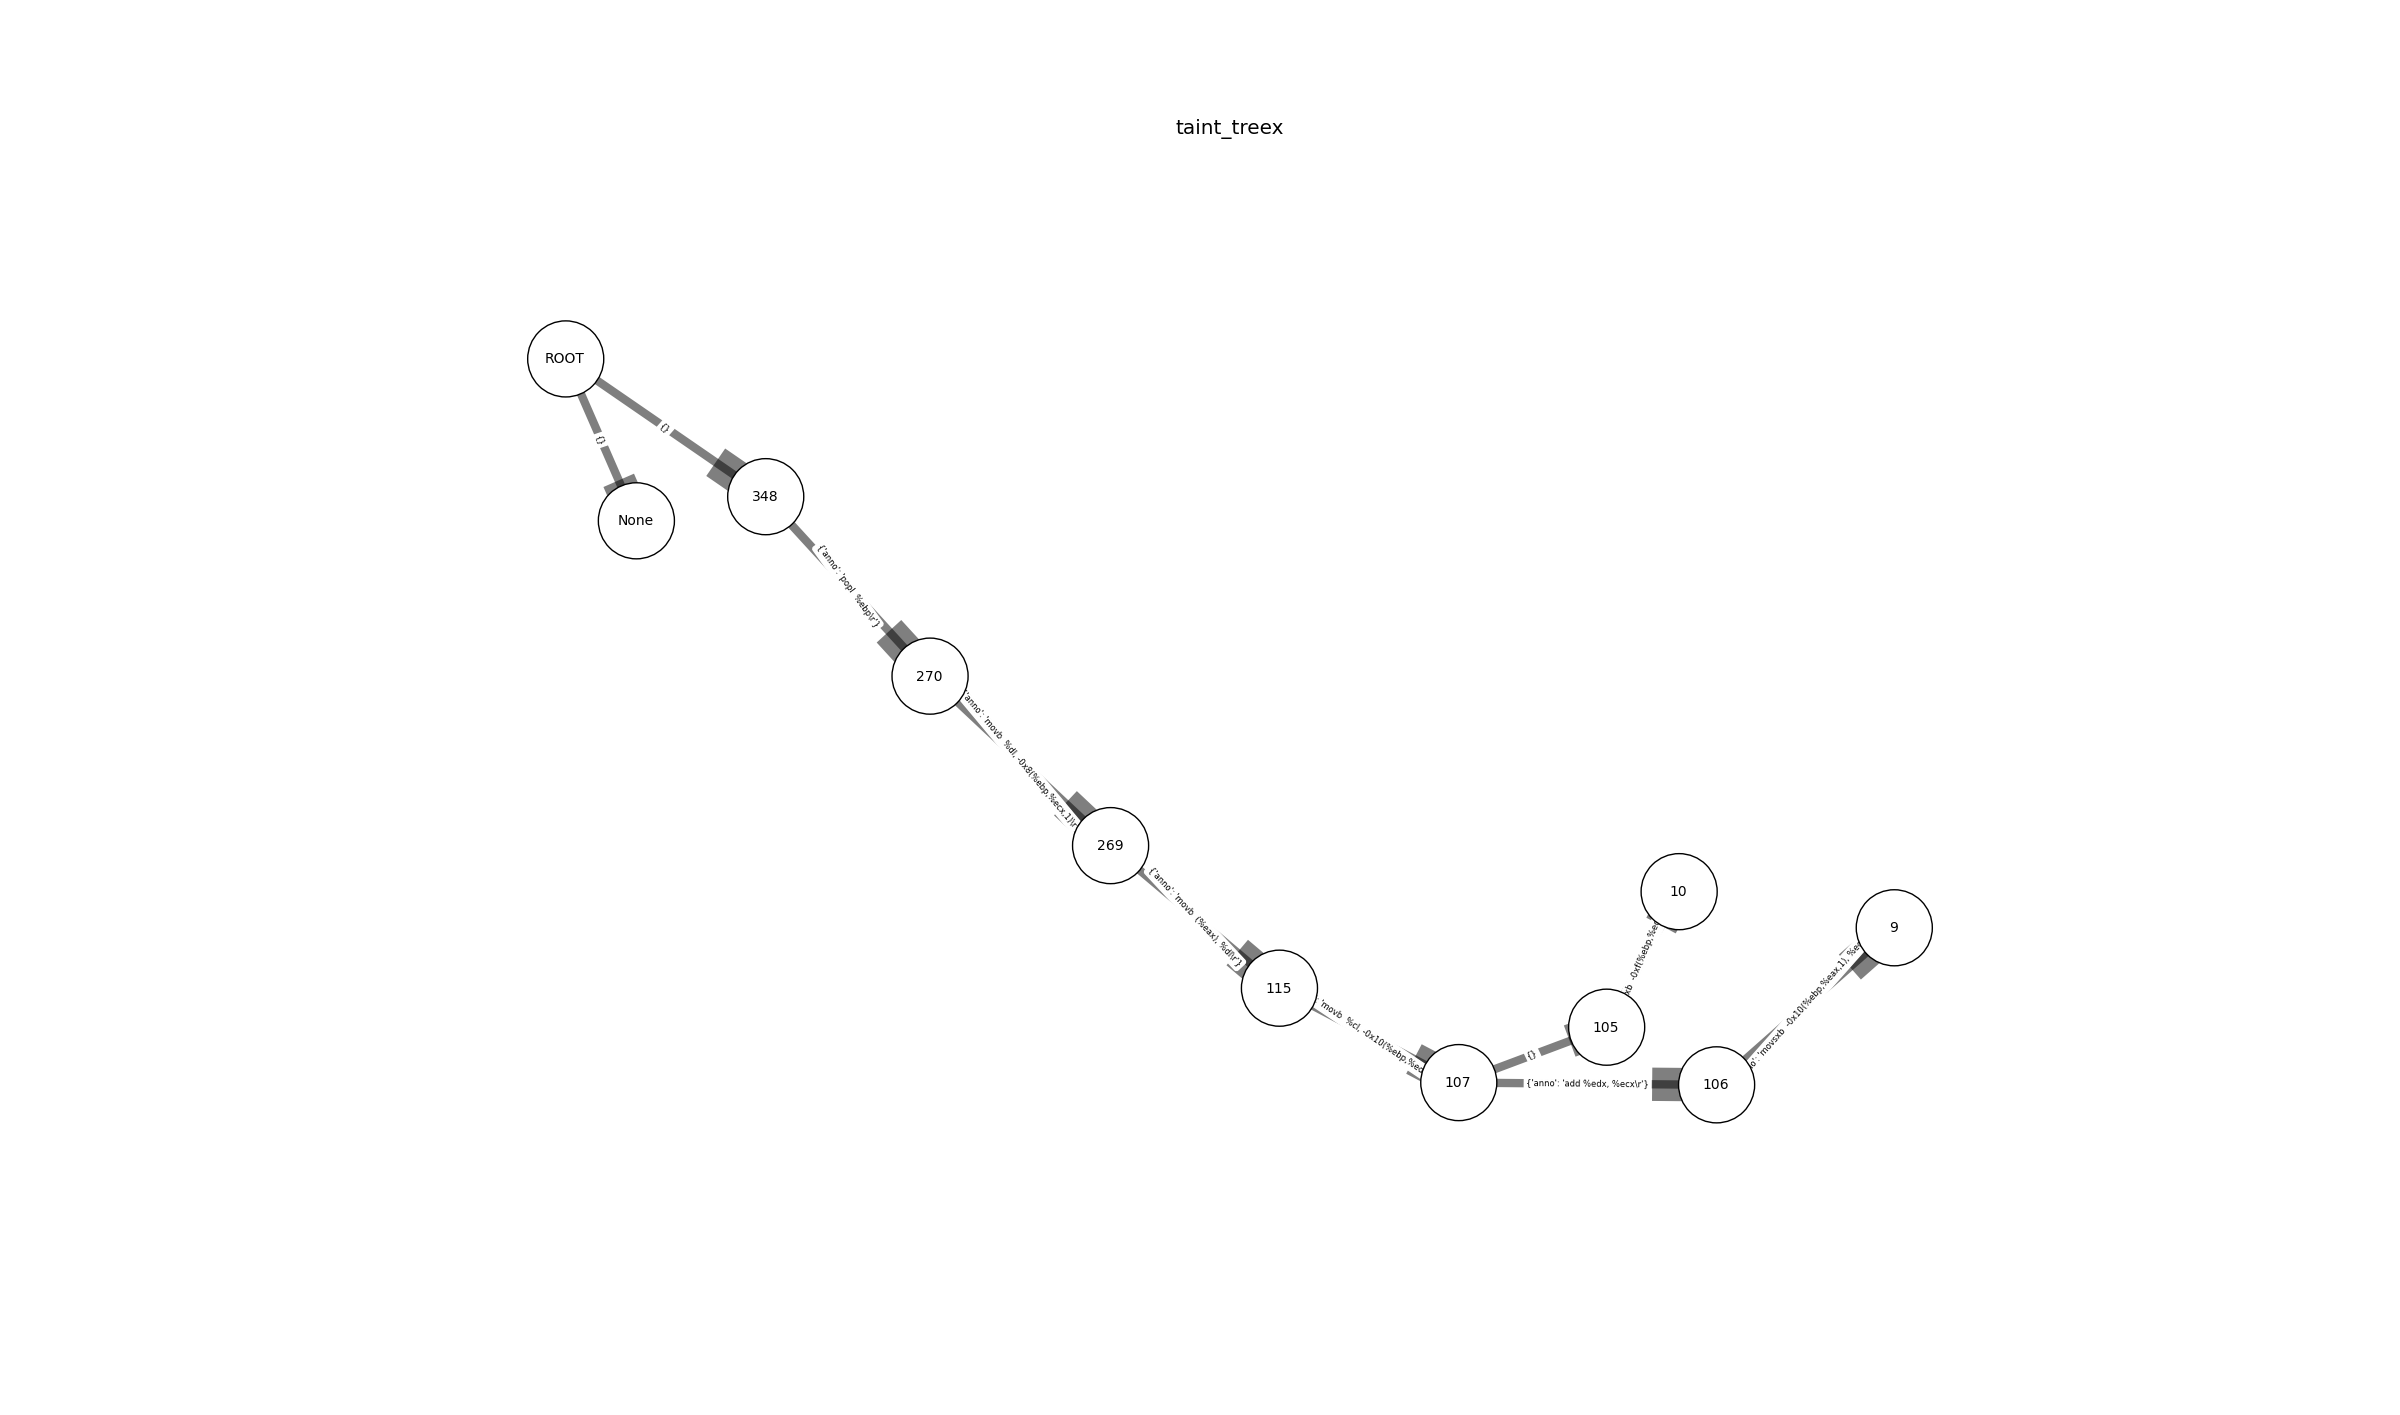 taint_treex
ROOT
{}
{}
348
None
{'anno': 'popl %ebp\r'}
270
'anno': 'movb %dl, -0x8(%ebp,%ecx,1)\r
269
{'anno': 'movb (%eax), %dl\r'}
115
'movb %cl, -0x10(%ebp,
107
{}
105
-0xf(%ebp,
10
{'anno': 'add %edx, %ecx\r'}
106
'movsxb -0x10(%ebp,%eax,1),
9